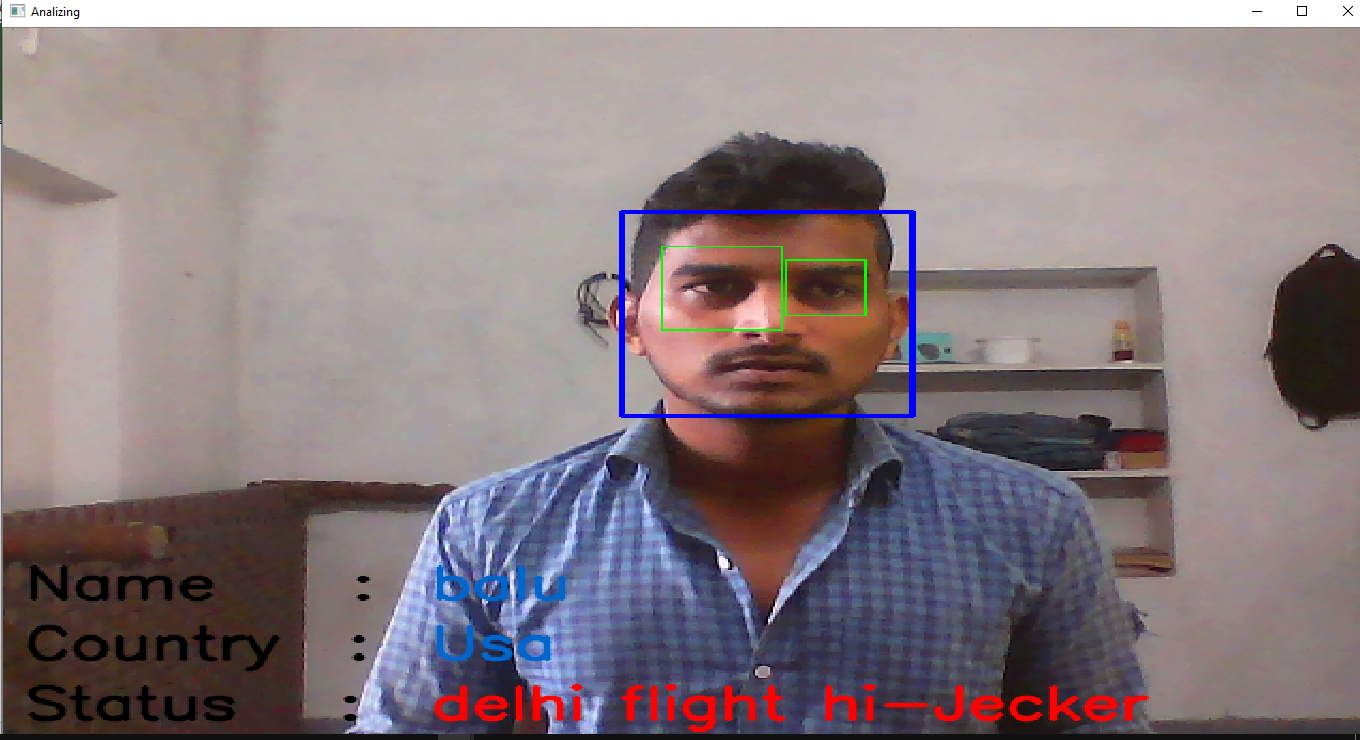 Analizing
Name : balu
Country : Usa
Status : delhi flight hi-Jecker